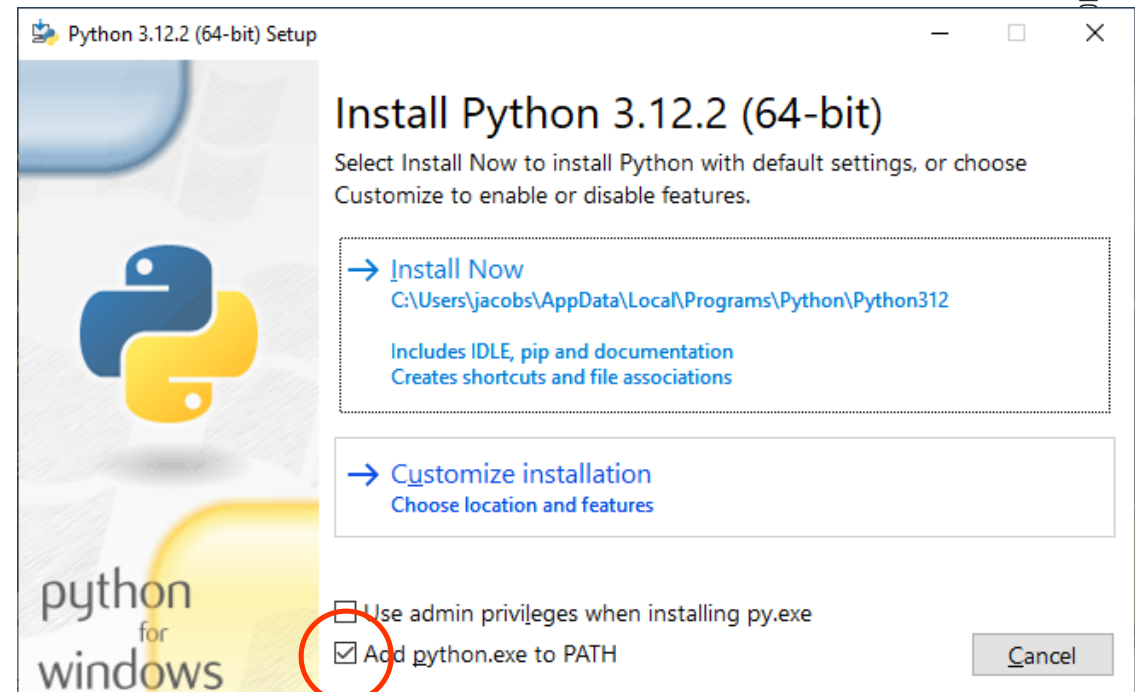 Python 3.12.2 (64-bit) Setup
Install Python 3.12.2 (64-bit)
Select Install Now to install Python with default settings, or choose
Customize to enable or disable features.
Install Now
C:\Users\jacobs\AppData\Local\Programs\Python\Python312
Includes IDLE, pip and documentation
Creates shortcuts and file associations
Customize installation
Choose location and features
python
for
windows
Use admin privileges when installing py.exe
Add python.exe to PATH
Cancel